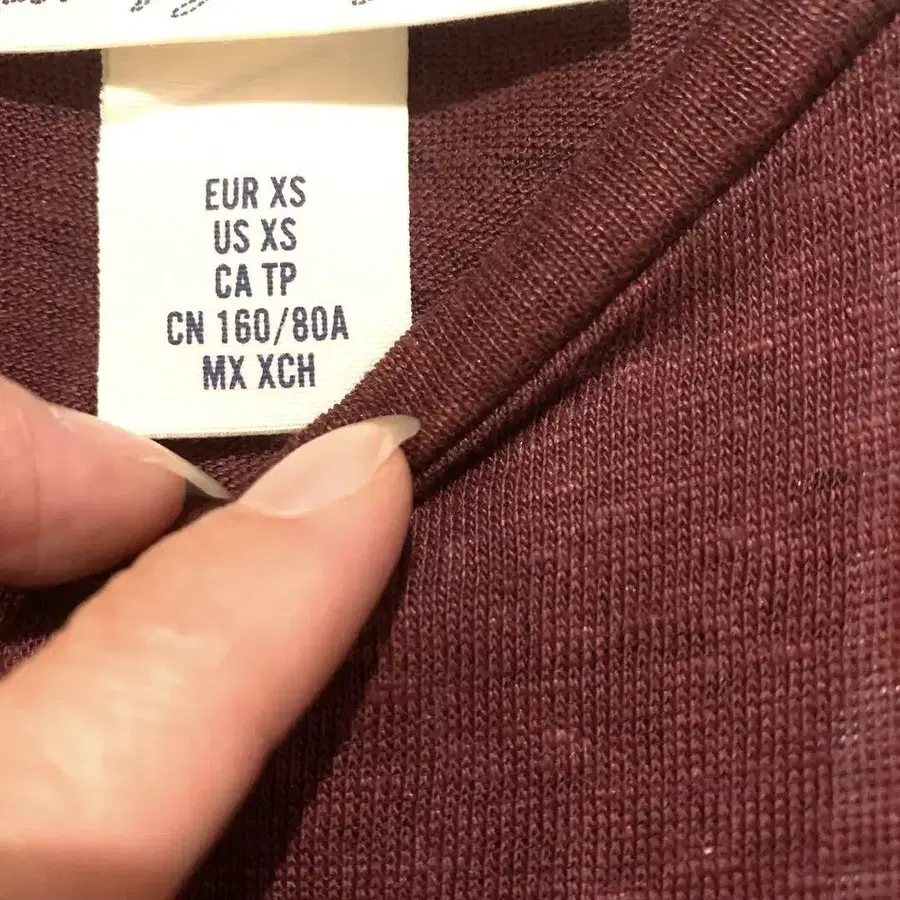 EUR XS
US XS
CA TP
CN 160/80A
MX XCH